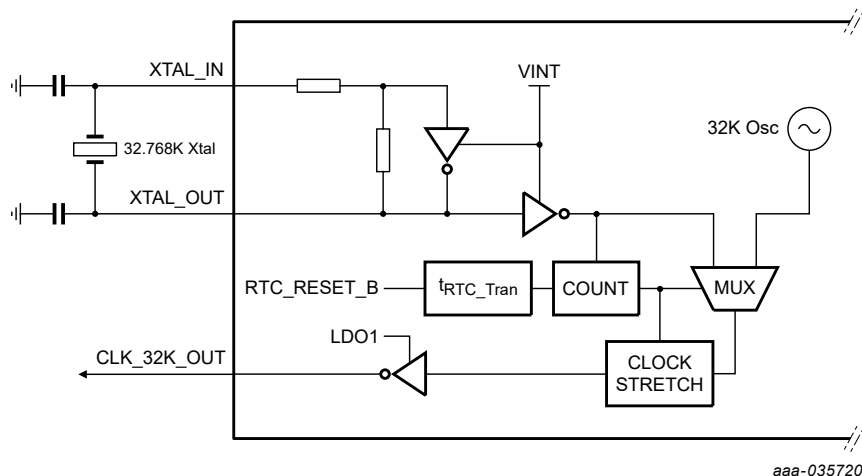 XTAL_IN
VINT
32K Osc
32.768K Xtal
XTAL_OUT
RTC_RESET_B
tRTC_Tran
COUNT
MUX
LDO1
CLK_32K_OUT
CLOCK
STRETCH
aaa-035720